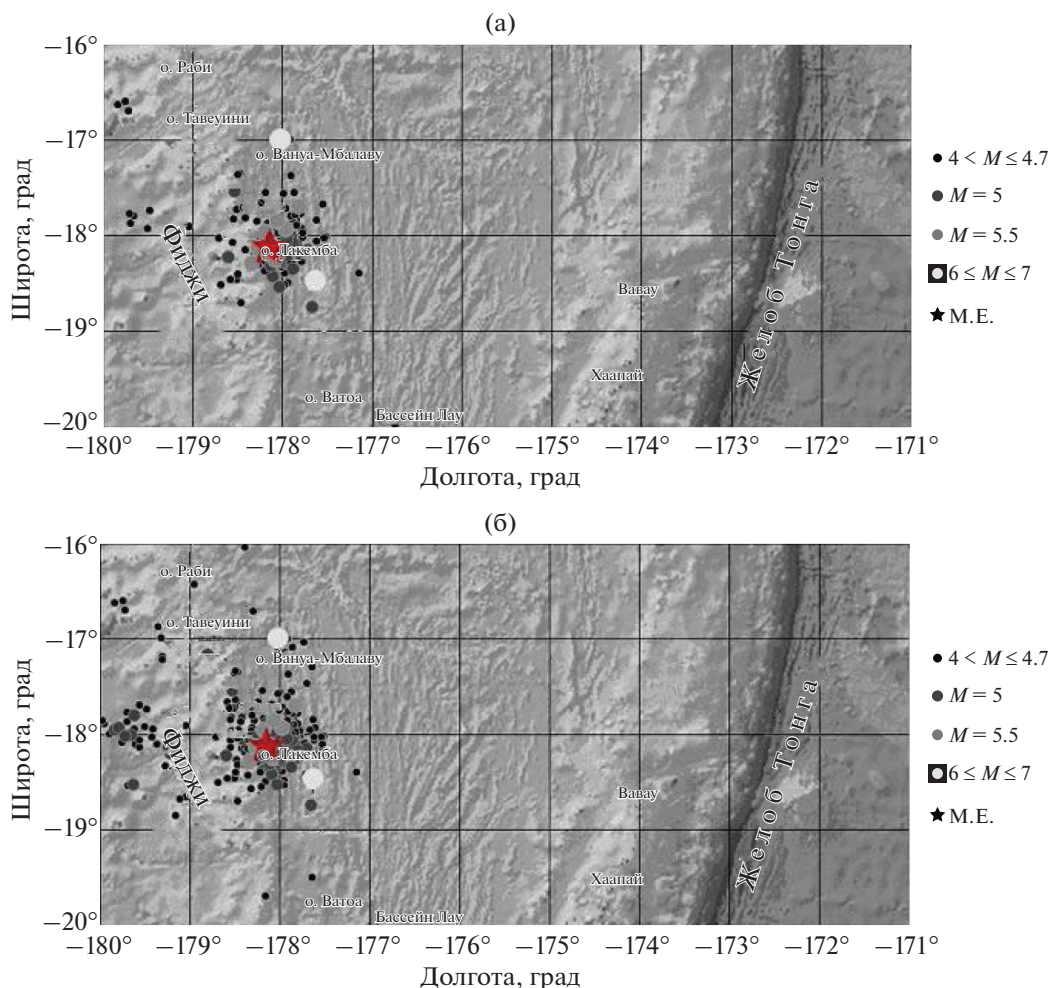 (а)
−16°
−17°
−18°
−19°
−20°
Широта, град
о. Раби
о. Тавеуини
о. Вануа-Мбалаву
Фиджи
о. Лакемба
Вавау
Хаапай
о. Ватоа
Бассейн Лау
Желоб Тонга
4 < M ≤ 4.7
M = 5
M = 5.5
6 ≤ M ≤ 7
М.Е.
−180° −179° −178° −177° −176° −175° −174° −173° −172° −171°
Долгота, град
(б)
−16°
−17°
−18°
−19°
−20°
Широта, град
о. Раби
о. Тавеуини
о. Вануа-Мбалаву
Фиджи
о. Лакемба
Вавау
Хаапай
о. Ватоа
Бассейн Лау
Желоб Тонга
4 < M ≤ 4.7
M = 5
M = 5.5
6 ≤ M ≤ 7
М.Е.
−180° −179° −178° −177° −176° −175° −174° −173° −172° −171°
Долгота, град